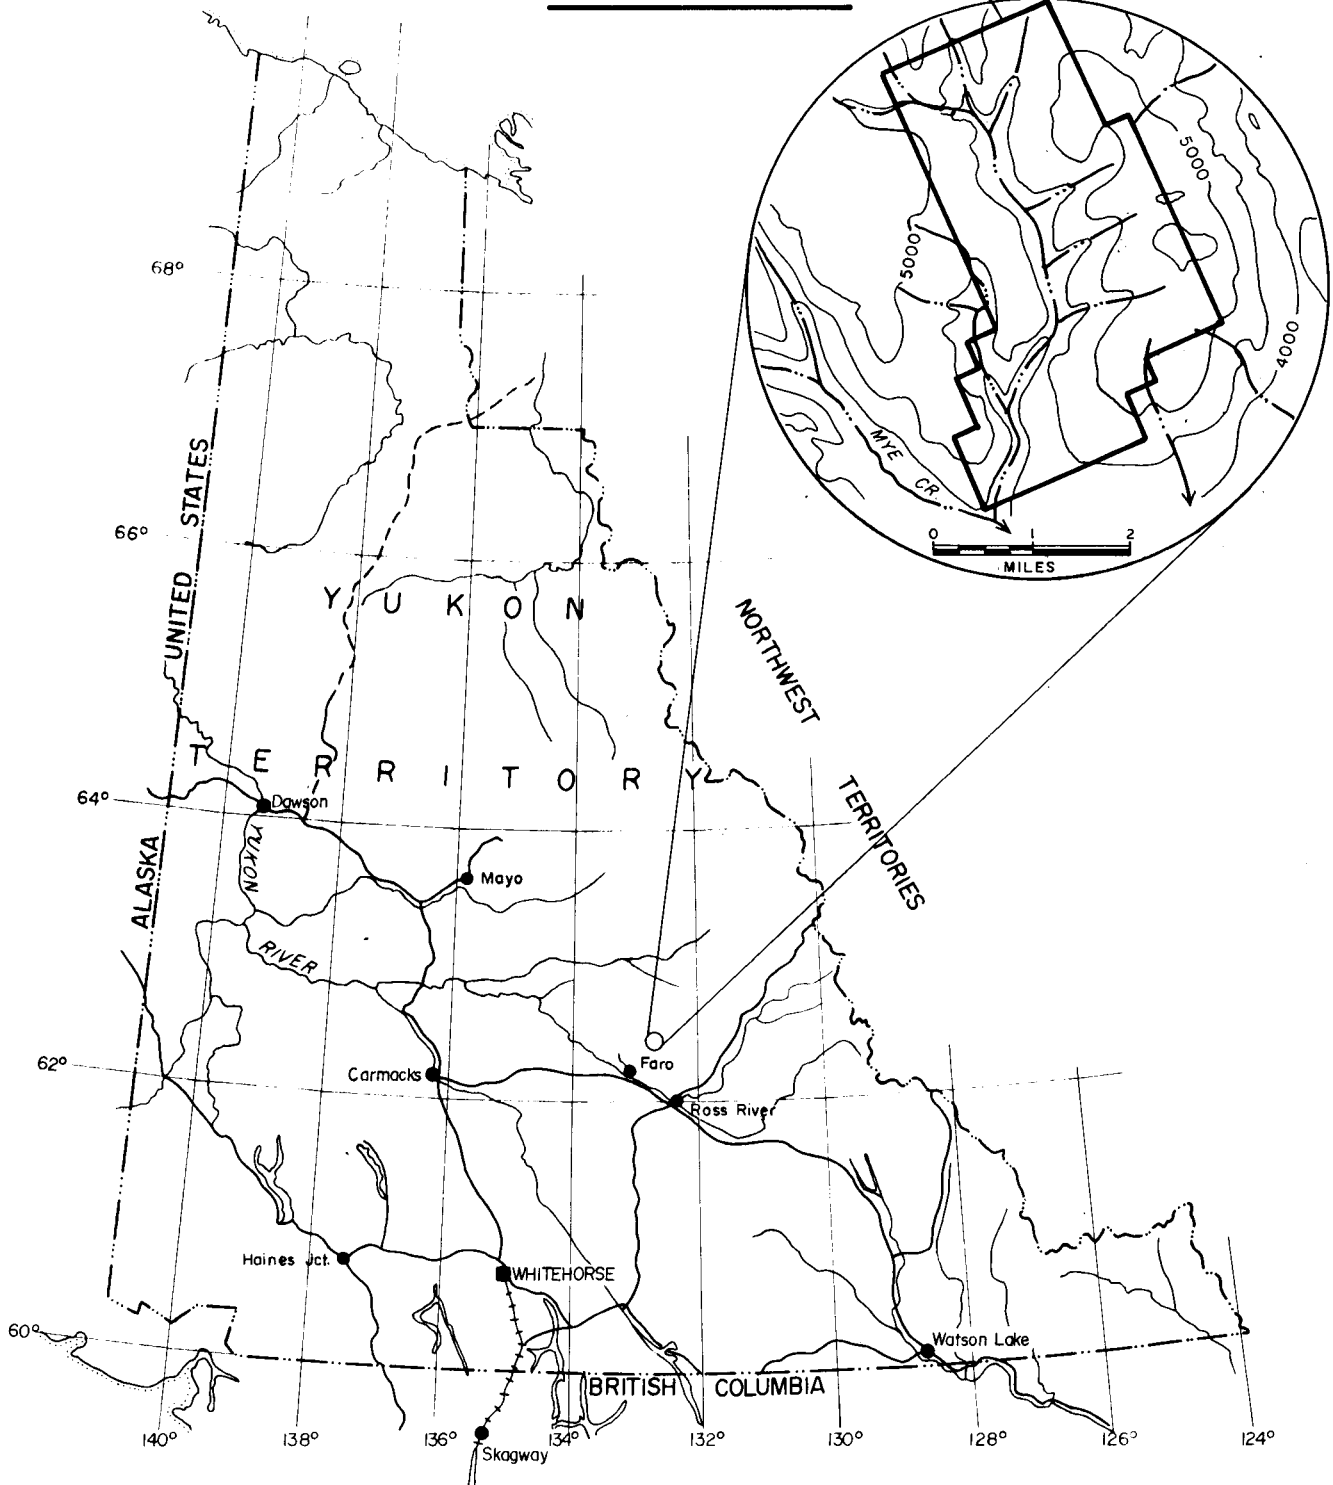 5000
5000
4000
MYE CR.
0 1 2
MILES
68°
66°
64°
62°
60°
UNITED STATES
ALASKA
YUKON
TERRITORY
NORTHWEST
TERRITORIES
Dawson
YUKON
RIVER
Mayo
Carmacks
Faro
Ross River
Haines Jct.
WHITEHORSE
Watson Lake
BRITISH COLUMBIA
140° 138° 136° 134° 132° 130° 128° 126° 124°
Skagway